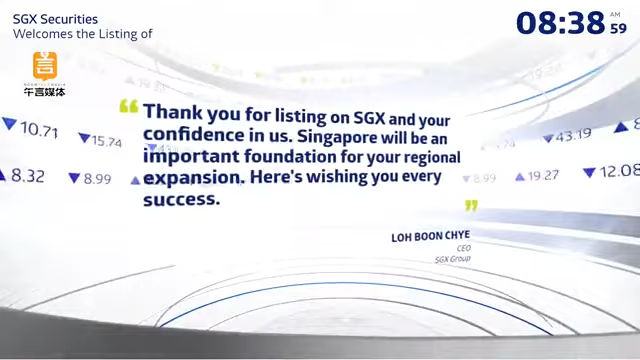 SGX Securities
Welcomes the Listing of
午言媒体
08:38 AM 59
“Thank you for listing on SGX and your
confidence in us. Singapore will be an
important foundation for your regional
expansion. Here's wishing you every
success.”
LOH BOON CHYE
CEO
SGX Group
▼10.71 ▼15.74
▼43.19
▲8.32 ▼8.99
▼8.99 ▲19.27 ▼12.08